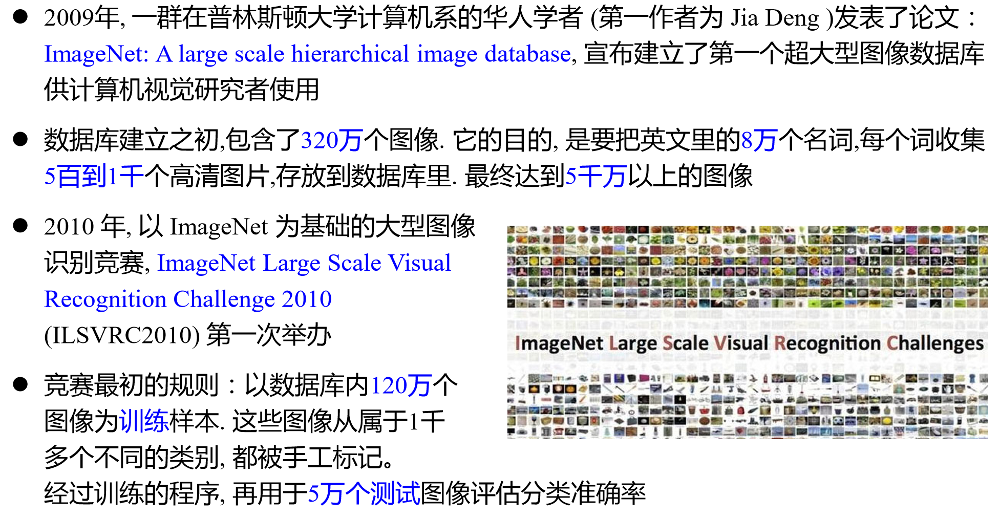 ● 2009年, 一群在普林斯顿大学计算机系的华人学者 (第一作者为 Jia Deng )发表了论文：
ImageNet: A large scale hierarchical image database, 宣布建立了第一个超大型图像数据库
供计算机视觉研究者使用
● 数据库建立之初,包含了320万个图像. 它的目的, 是要把英文里的8万个名词,每个词收集
5百到1千个高清图片,存放到数据库里. 最终达到5千万以上的图像
● 2010 年, 以 ImageNet 为基础的大型图像
识别竞赛, ImageNet Large Scale Visual
Recognition Challenge 2010
(ILSVRC2010) 第一次举办
ImageNet Large Scale Visual Recognition Challenges
● 竞赛最初的规则：以数据库内120万个
图像为训练样本. 这些图像从属于1千
多个不同的类别, 都被手工标记。
经过训练的程序, 再用于5万个测试图像评估分类准确率